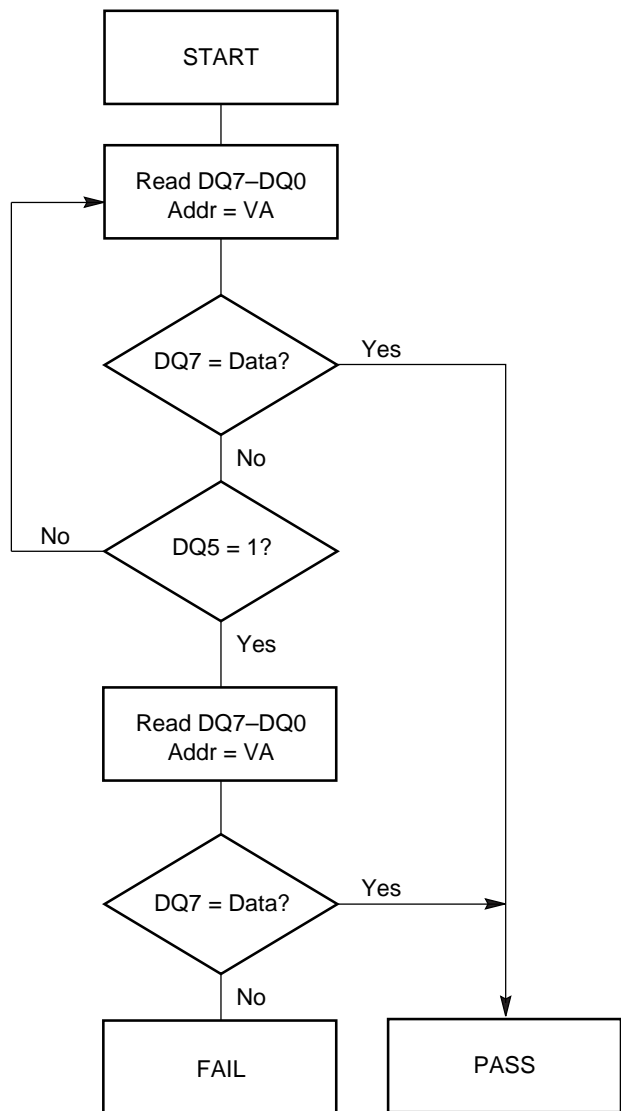 START
Read DQ7–DQ0
Addr = VA
DQ7 = Data?
Yes
No
No
DQ5 = 1?
Yes
Read DQ7–DQ0
Addr = VA
DQ7 = Data?
Yes
No
FAIL
PASS